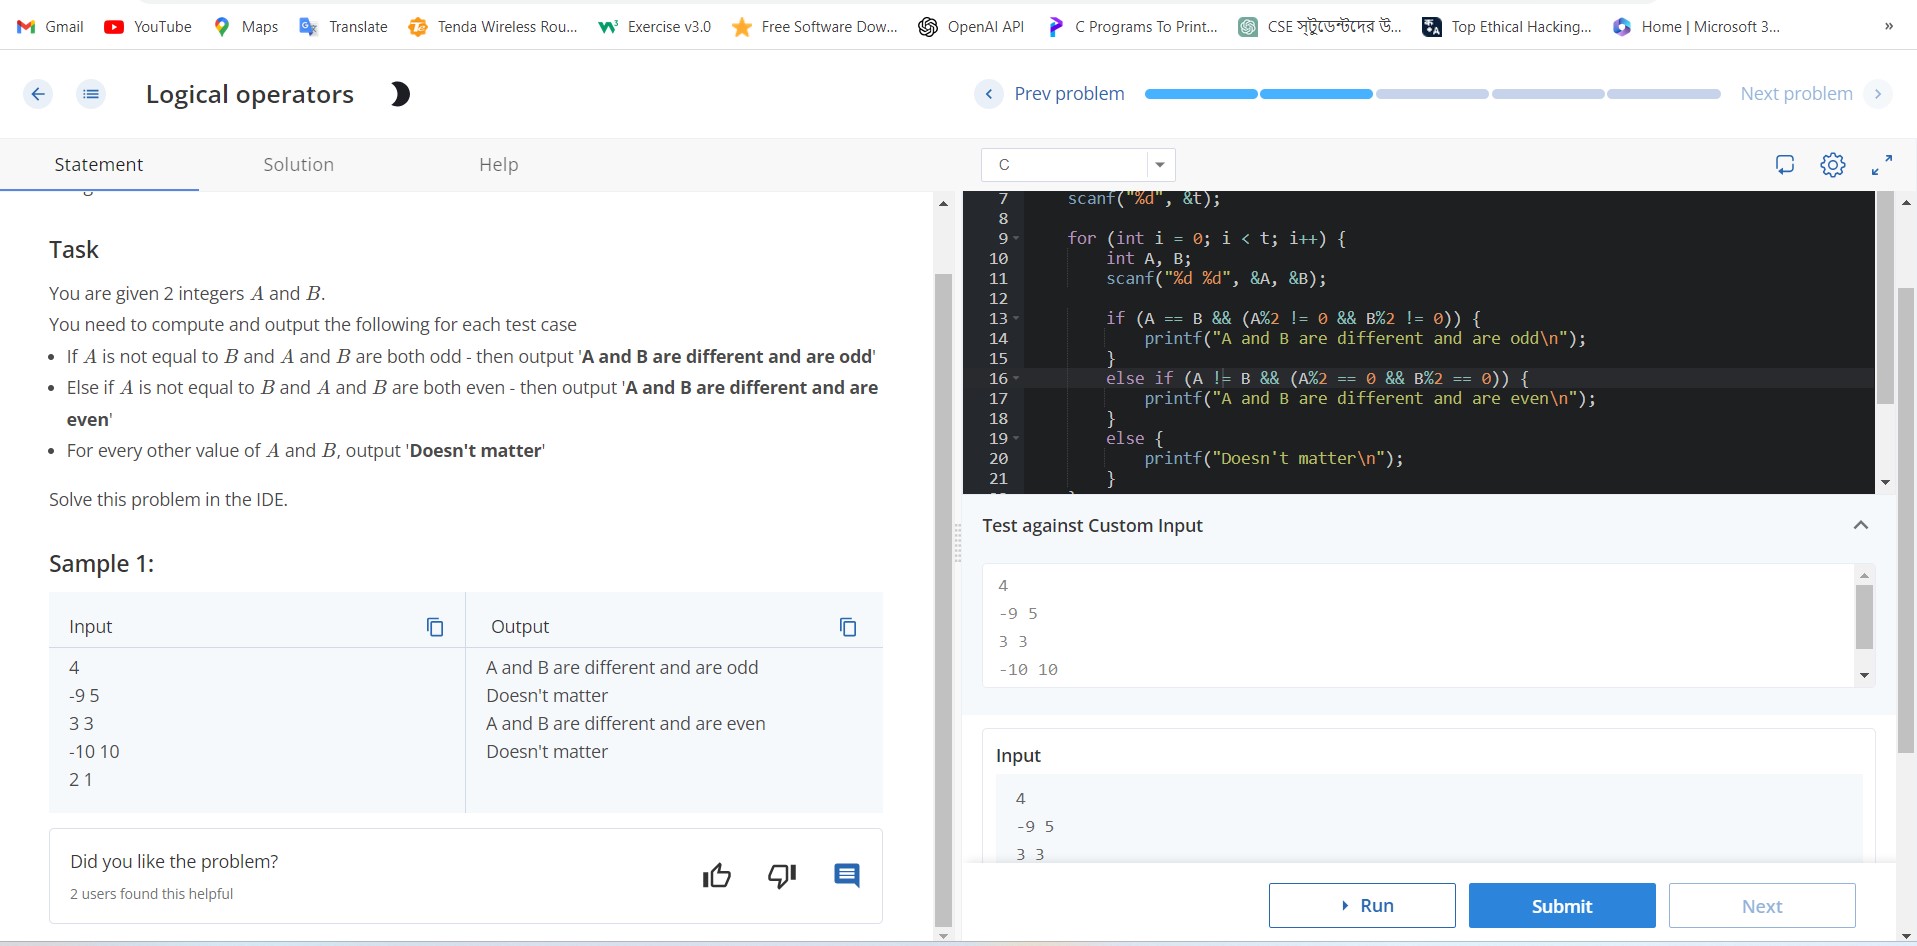 Gmail YouTube Maps Translate Tenda Wireless Rou... Exercise v3.0 Free Software Dow... OpenAI API C Programs To Print... CSE স্টুডেন্টদের উ... Top Ethical Hacking... Home | Microsoft 3... »
Logical operators
Prev problem Next problem
Statement Solution Help
C
Task
You are given 2 integers A and B.
You need to compute and output the following for each test case
• If A is not equal to B and A and B are both odd - then output 'A and B are different and are odd'
• Else if A is not equal to B and A and B are both even - then output 'A and B are different and are
even'
• For every other value of A and B, output 'Doesn't matter'
Solve this problem in the IDE.
Sample 1:
Input Output
4
-9 5
3 3
-10 10
2 1
A and B are different and are odd
Doesn't matter
A and B are different and are even
Doesn't matter
Did you like the problem?
2 users found this helpful
7 scanf("%d", &t);
8
9 for (int i = 0; i < t; i++) {
10 int A, B;
11 scanf("%d %d", &A, &B);
12
13 if (A == B && (A%2 != 0 && B%2 != 0)) {
14 printf("A and B are different and are odd\n");
15 }
16 else if (A != B && (A%2 == 0 && B%2 == 0)) {
17 printf("A and B are different and are even\n");
18 }
19 else {
20 printf("Doesn't matter\n");
21 }
Test against Custom Input
4
-9 5
3 3
-10 10
Input
4
-9 5
3 3
Run Submit Next